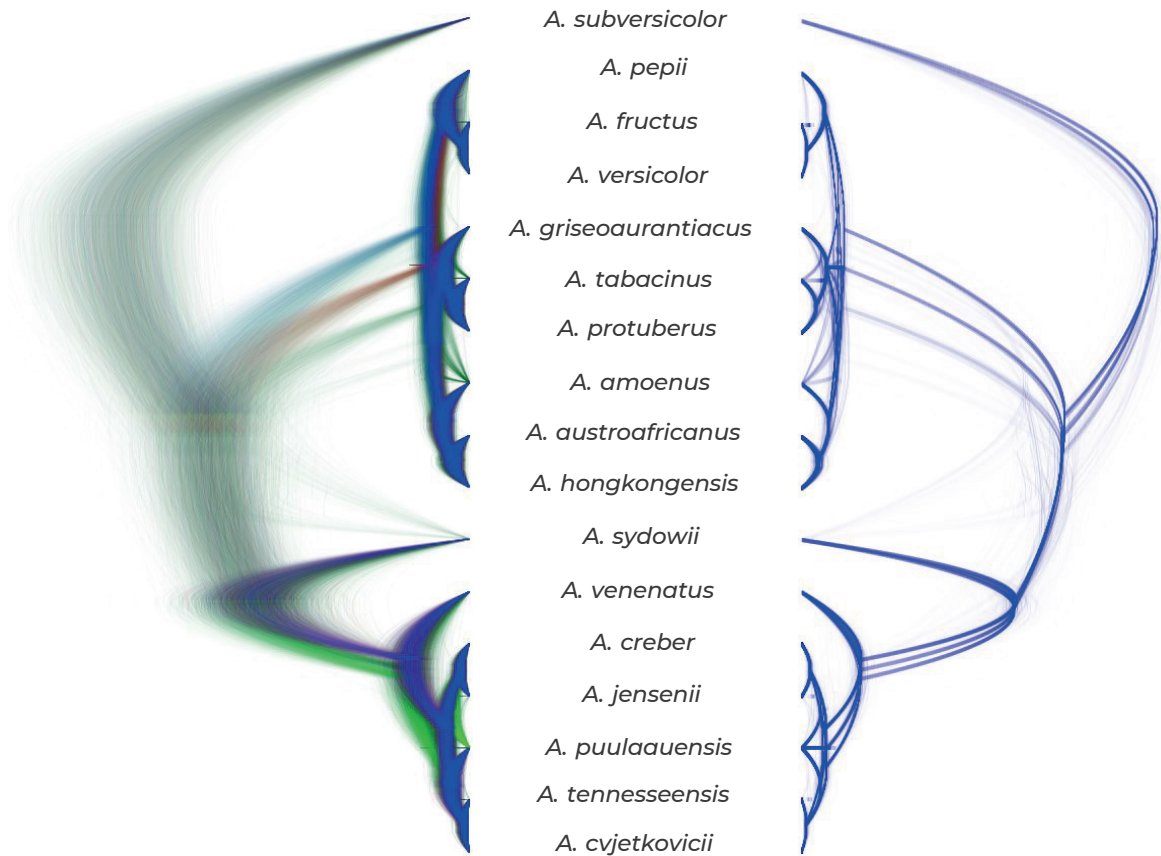 A. subversicolor
A. pepii
A. fructus
A. versicolor
A. griseoaurantiacus
A. tabacinus
A. protuberus
A. amoenus
A. austroafricanus
A. hongkongensis
A. sydowii
A. venenatus
A. creber
A. jensenii
A. puulaauensis
A. tennesseensis
A. cvjetkovicii